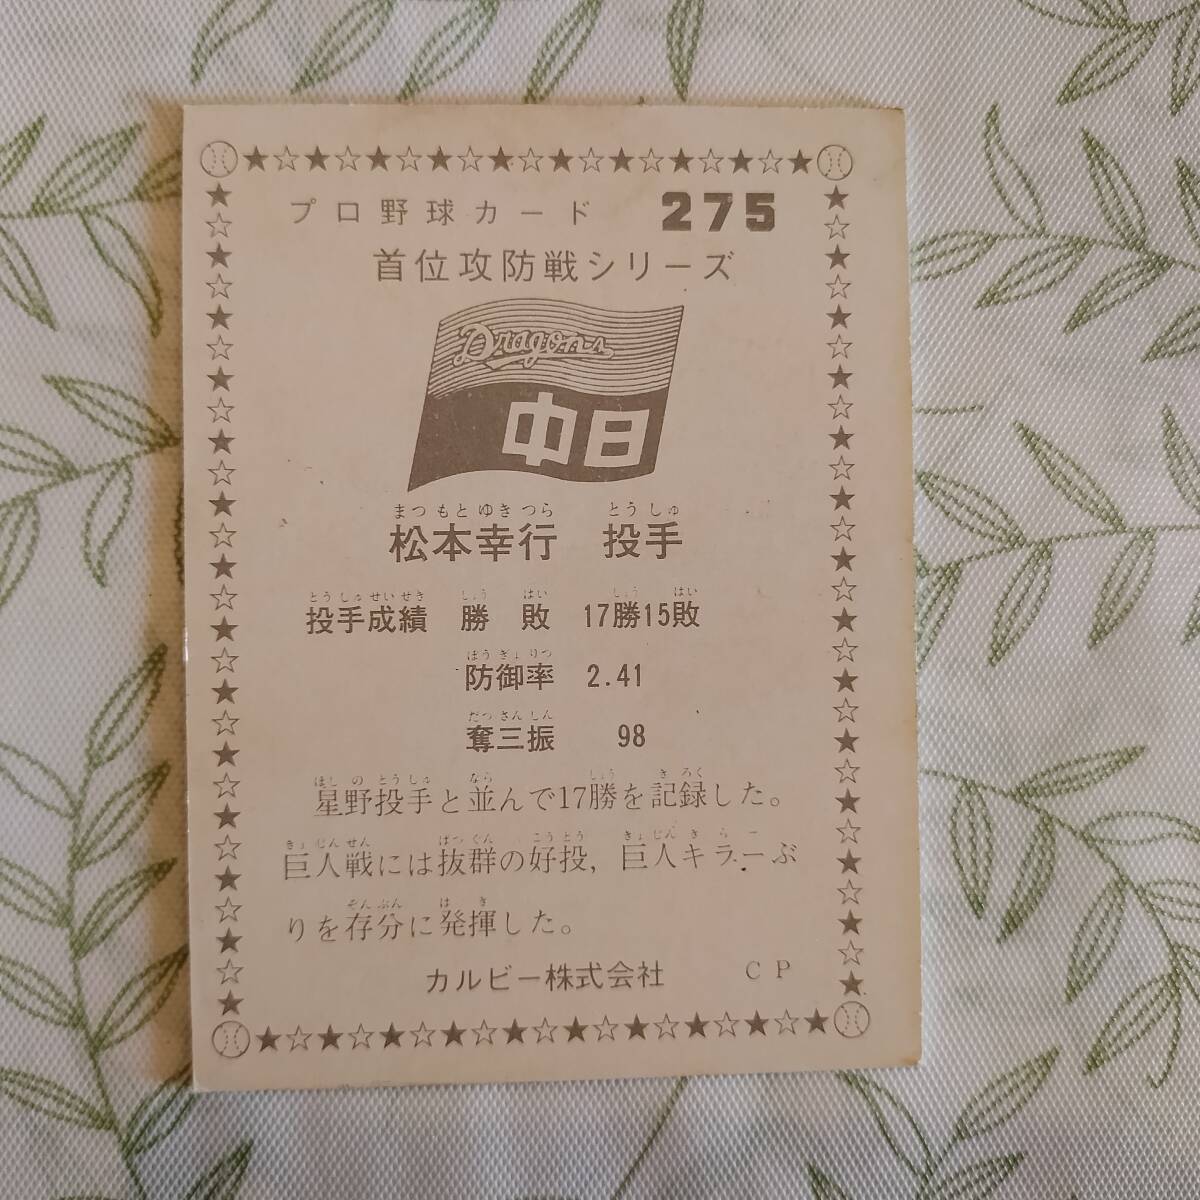 プロ野球カード 275
首位攻防戦シリーズ
Dragons
中日
まつもとゆきつら とうしゅ
松本幸行 投手
とうしゅせいせき しょう はい しょう はい
投手成績 勝敗 17勝15敗
ぼうぎょりつ
防御率 2.41
だつさんしん
奪三振 98
ほしのとうしゅ なら しょう きろく
星野投手と並んで17勝を記録した。
きょじんせん ばつぐん こうとう きょじんきらー
巨人戦には抜群の好投，巨人キラーぶ
ぞんぶん はき
りを存分に発揮した。
カルビー株式会社 CP